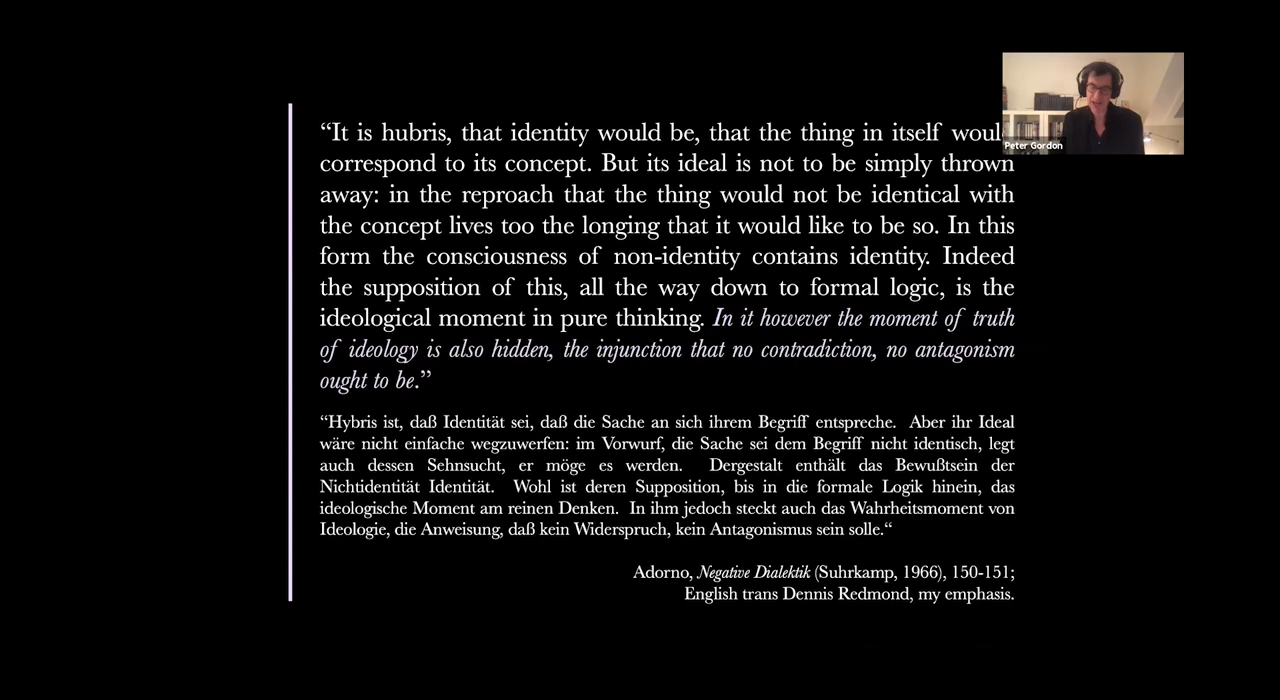 “It is hubris, that identity would be, that the thing in itself would
correspond to its concept. But its ideal is not to be simply thrown
away: in the reproach that the thing would not be identical with
the concept lives too the longing that it would like to be so. In this
form the consciousness of non-identity contains identity. Indeed
the supposition of this, all the way down to formal logic, is the
ideological moment in pure thinking. In it however the moment of truth
of ideology is also hidden, the injunction that no contradiction, no antagonism
ought to be.”
“Hybris ist, daß Identität sei, daß die Sache an sich ihrem Begriff entspreche. Aber ihr Ideal
wäre nicht einfache wegzuwerfen: im Vorwurf, die Sache sei dem Begriff nicht identisch, legt
auch dessen Sehnsucht, er möge es werden. Dergestalt enthält das Bewußtsein der
Nichtidentität Identität. Wohl ist deren Supposition, bis in die formale Logik hinein, das
ideologische Moment am reinen Denken. In ihm jedoch steckt auch das Wahrheitsmoment von
Ideologie, die Anweisung, daß kein Widerspruch, kein Antagonismus sein solle.“
Adorno, Negative Dialektik (Suhrkamp, 1966), 150-151;
English trans Dennis Redmond, my emphasis.
Peter Gordon